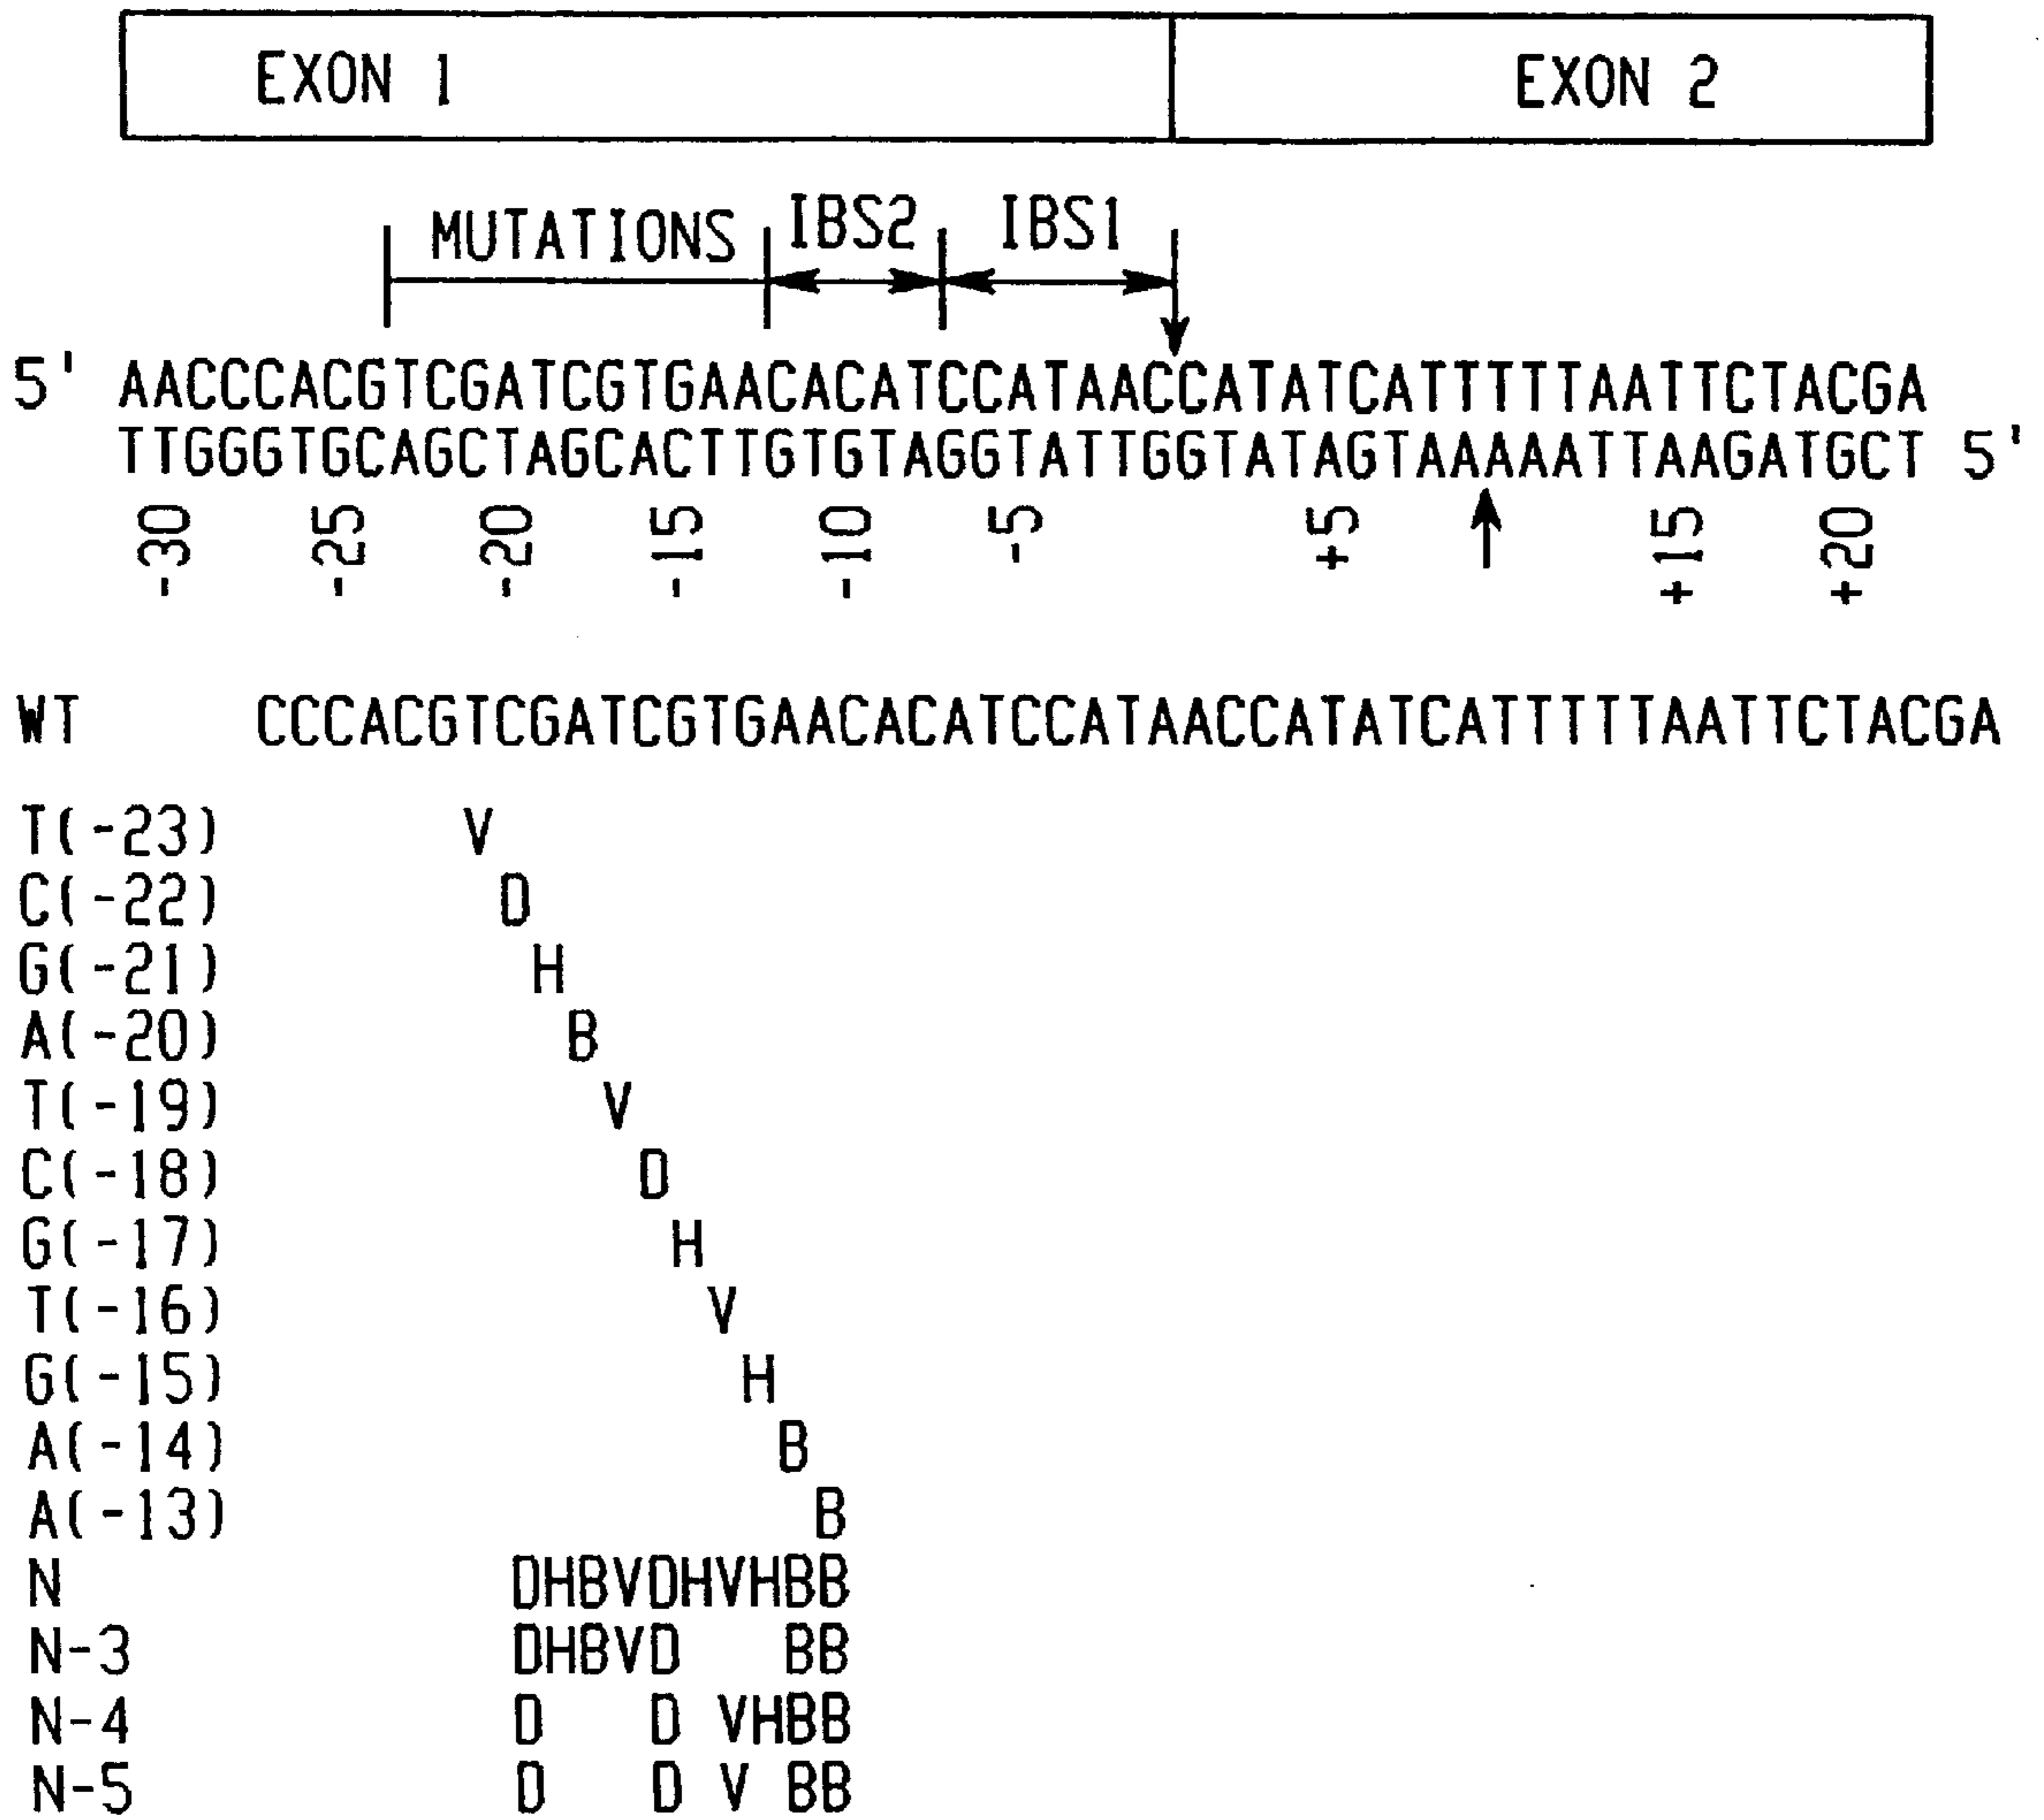 EXON 1 EXON 2
MUTATIONS IBS2 IBS1
5' AACCCACGTCGATCGTGAACACATCCATAACCATATCATTTTTAATTCTACGA
TTGGGTGCAGCTAGCACTTGTGTAGGTATTGGTATAGTAAAAATTAAGATGCT 5'
-30 -25 -20 -15 -10 -5 +5 +15 +20
WT CCCACGTCGATCGTGAACACATCCATAACCATATCATTTTTAATTCTACGA
T(-23) V
C(-22) D
G(-21) H
A(-20) B
T(-19) V
C(-18) D
G(-17) H
T(-16) V
G(-15) H
A(-14) B
A(-13) B
N DHBVDHVHBB
N-3 DHBVD BB
N-4 D D VHBB
N-5 D D V BB